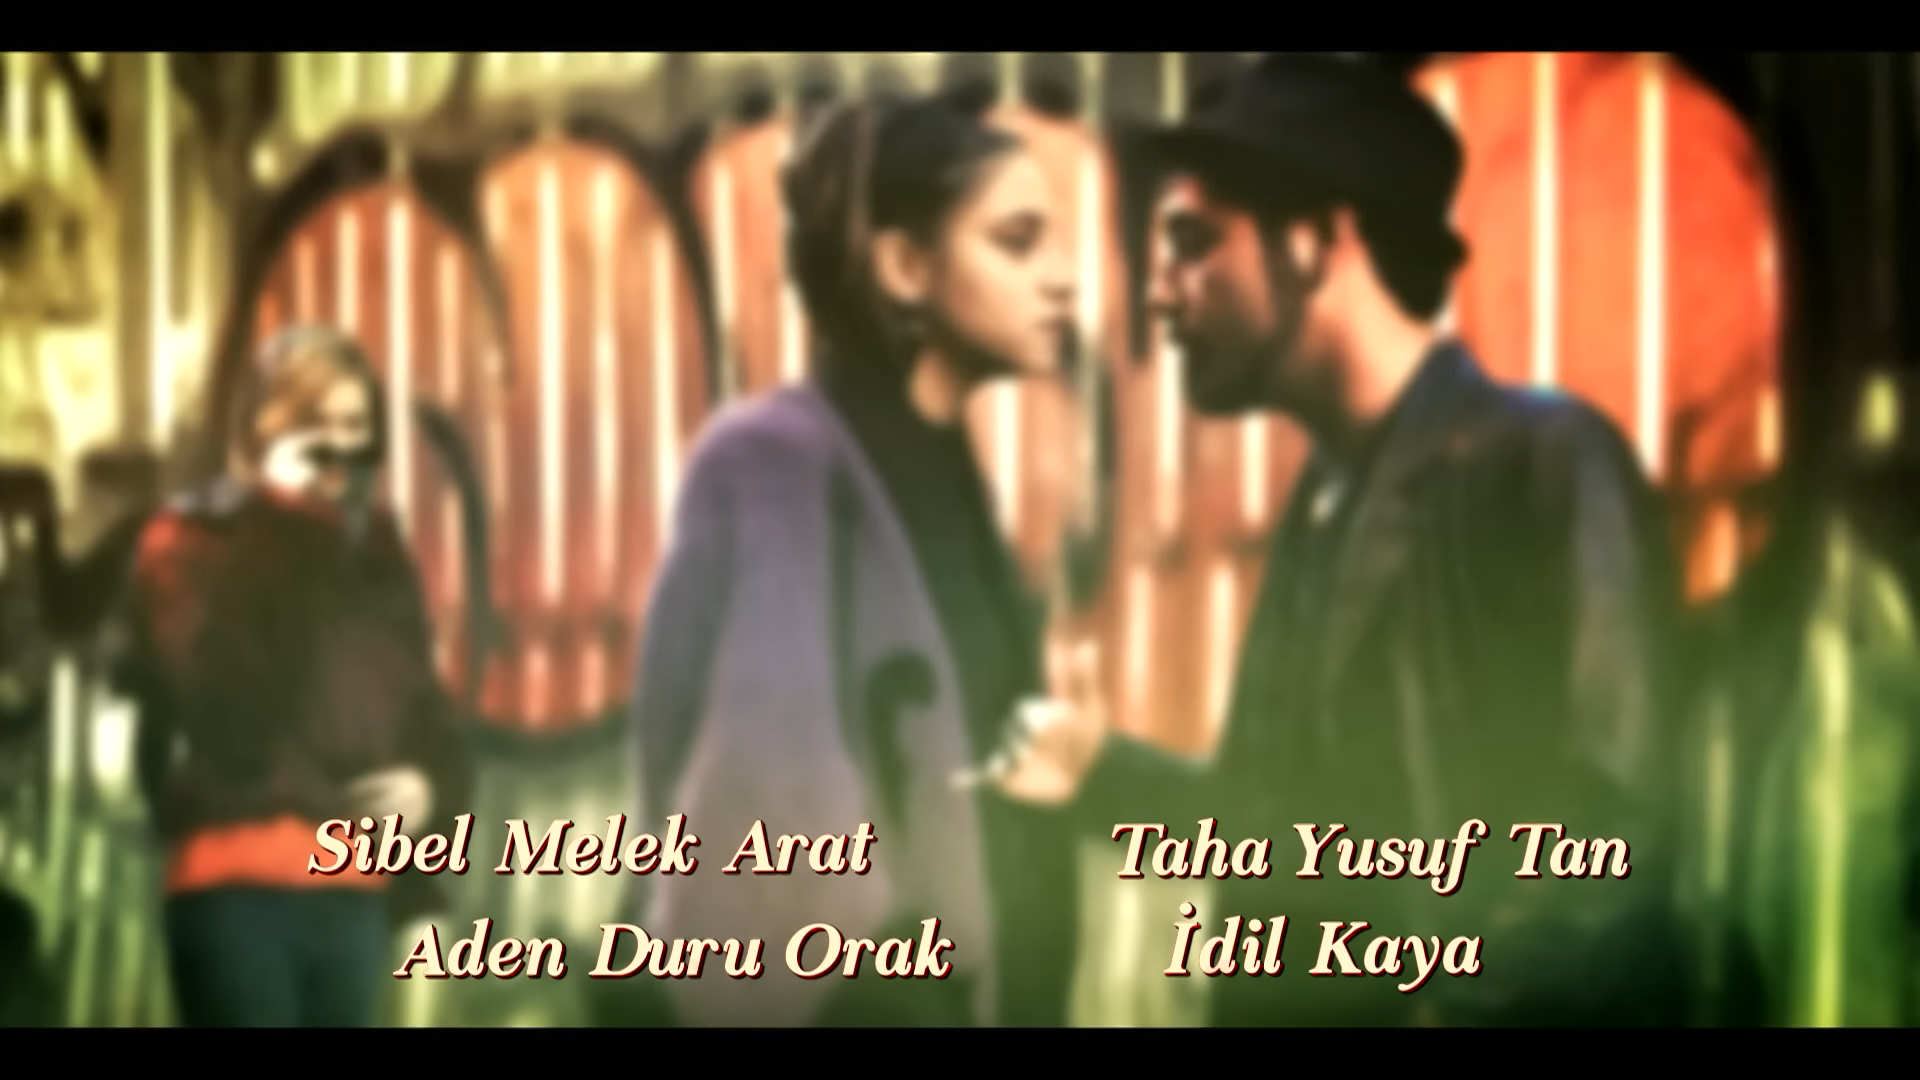 Sibel Melek Arat
Taha Yusuf Tan
Aden Duru Orak
İdil Kaya